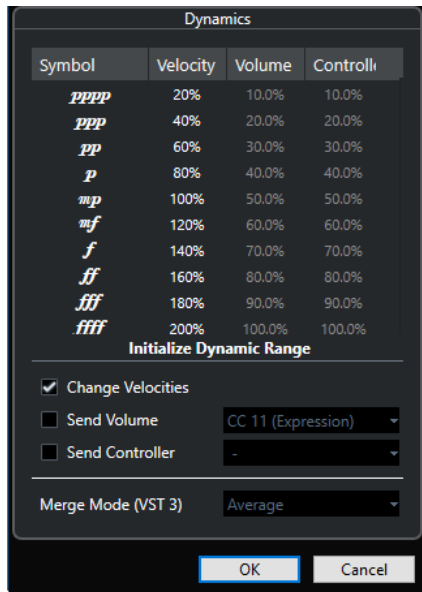 Dynamics
Symbol Velocity Volume Controlle
pppp 20% 10.0% 10.0%
ppp 40% 20.0% 20.0%
pp 60% 30.0% 30.0%
p 80% 40.0% 40.0%
mp 100% 50.0% 50.0%
mf 120% 60.0% 60.0%
f 140% 70.0% 70.0%
ff 160% 80.0% 80.0%
fff 180% 90.0% 90.0%
ffff 200% 100.0% 100.0%
Initialize Dynamic Range
Change Velocities
Send Volume CC 11 (Expression)
Send Controller -
Merge Mode (VST 3) Average
OK Cancel